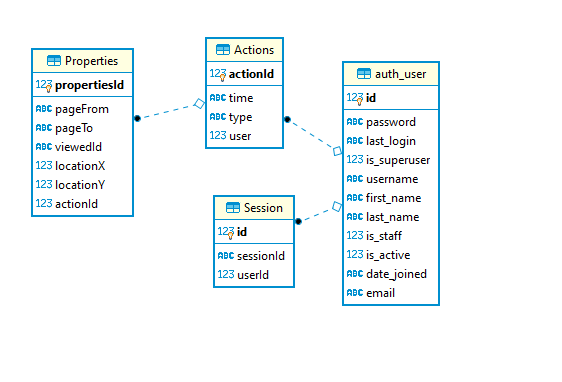 Properties
123 propertiesId
ABC pageFrom
ABC pageTo
ABC viewedId
123 locationX
123 locationY
123 actionId
Actions
123 actionId
ABC time
ABC type
123 user
auth_user
123 id
ABC password
ABC last_login
123 is_superuser
ABC username
ABC first_name
ABC last_name
123 is_staff
123 is_active
ABC date_joined
ABC email
Session
123 id
ABC sessionId
123 userId